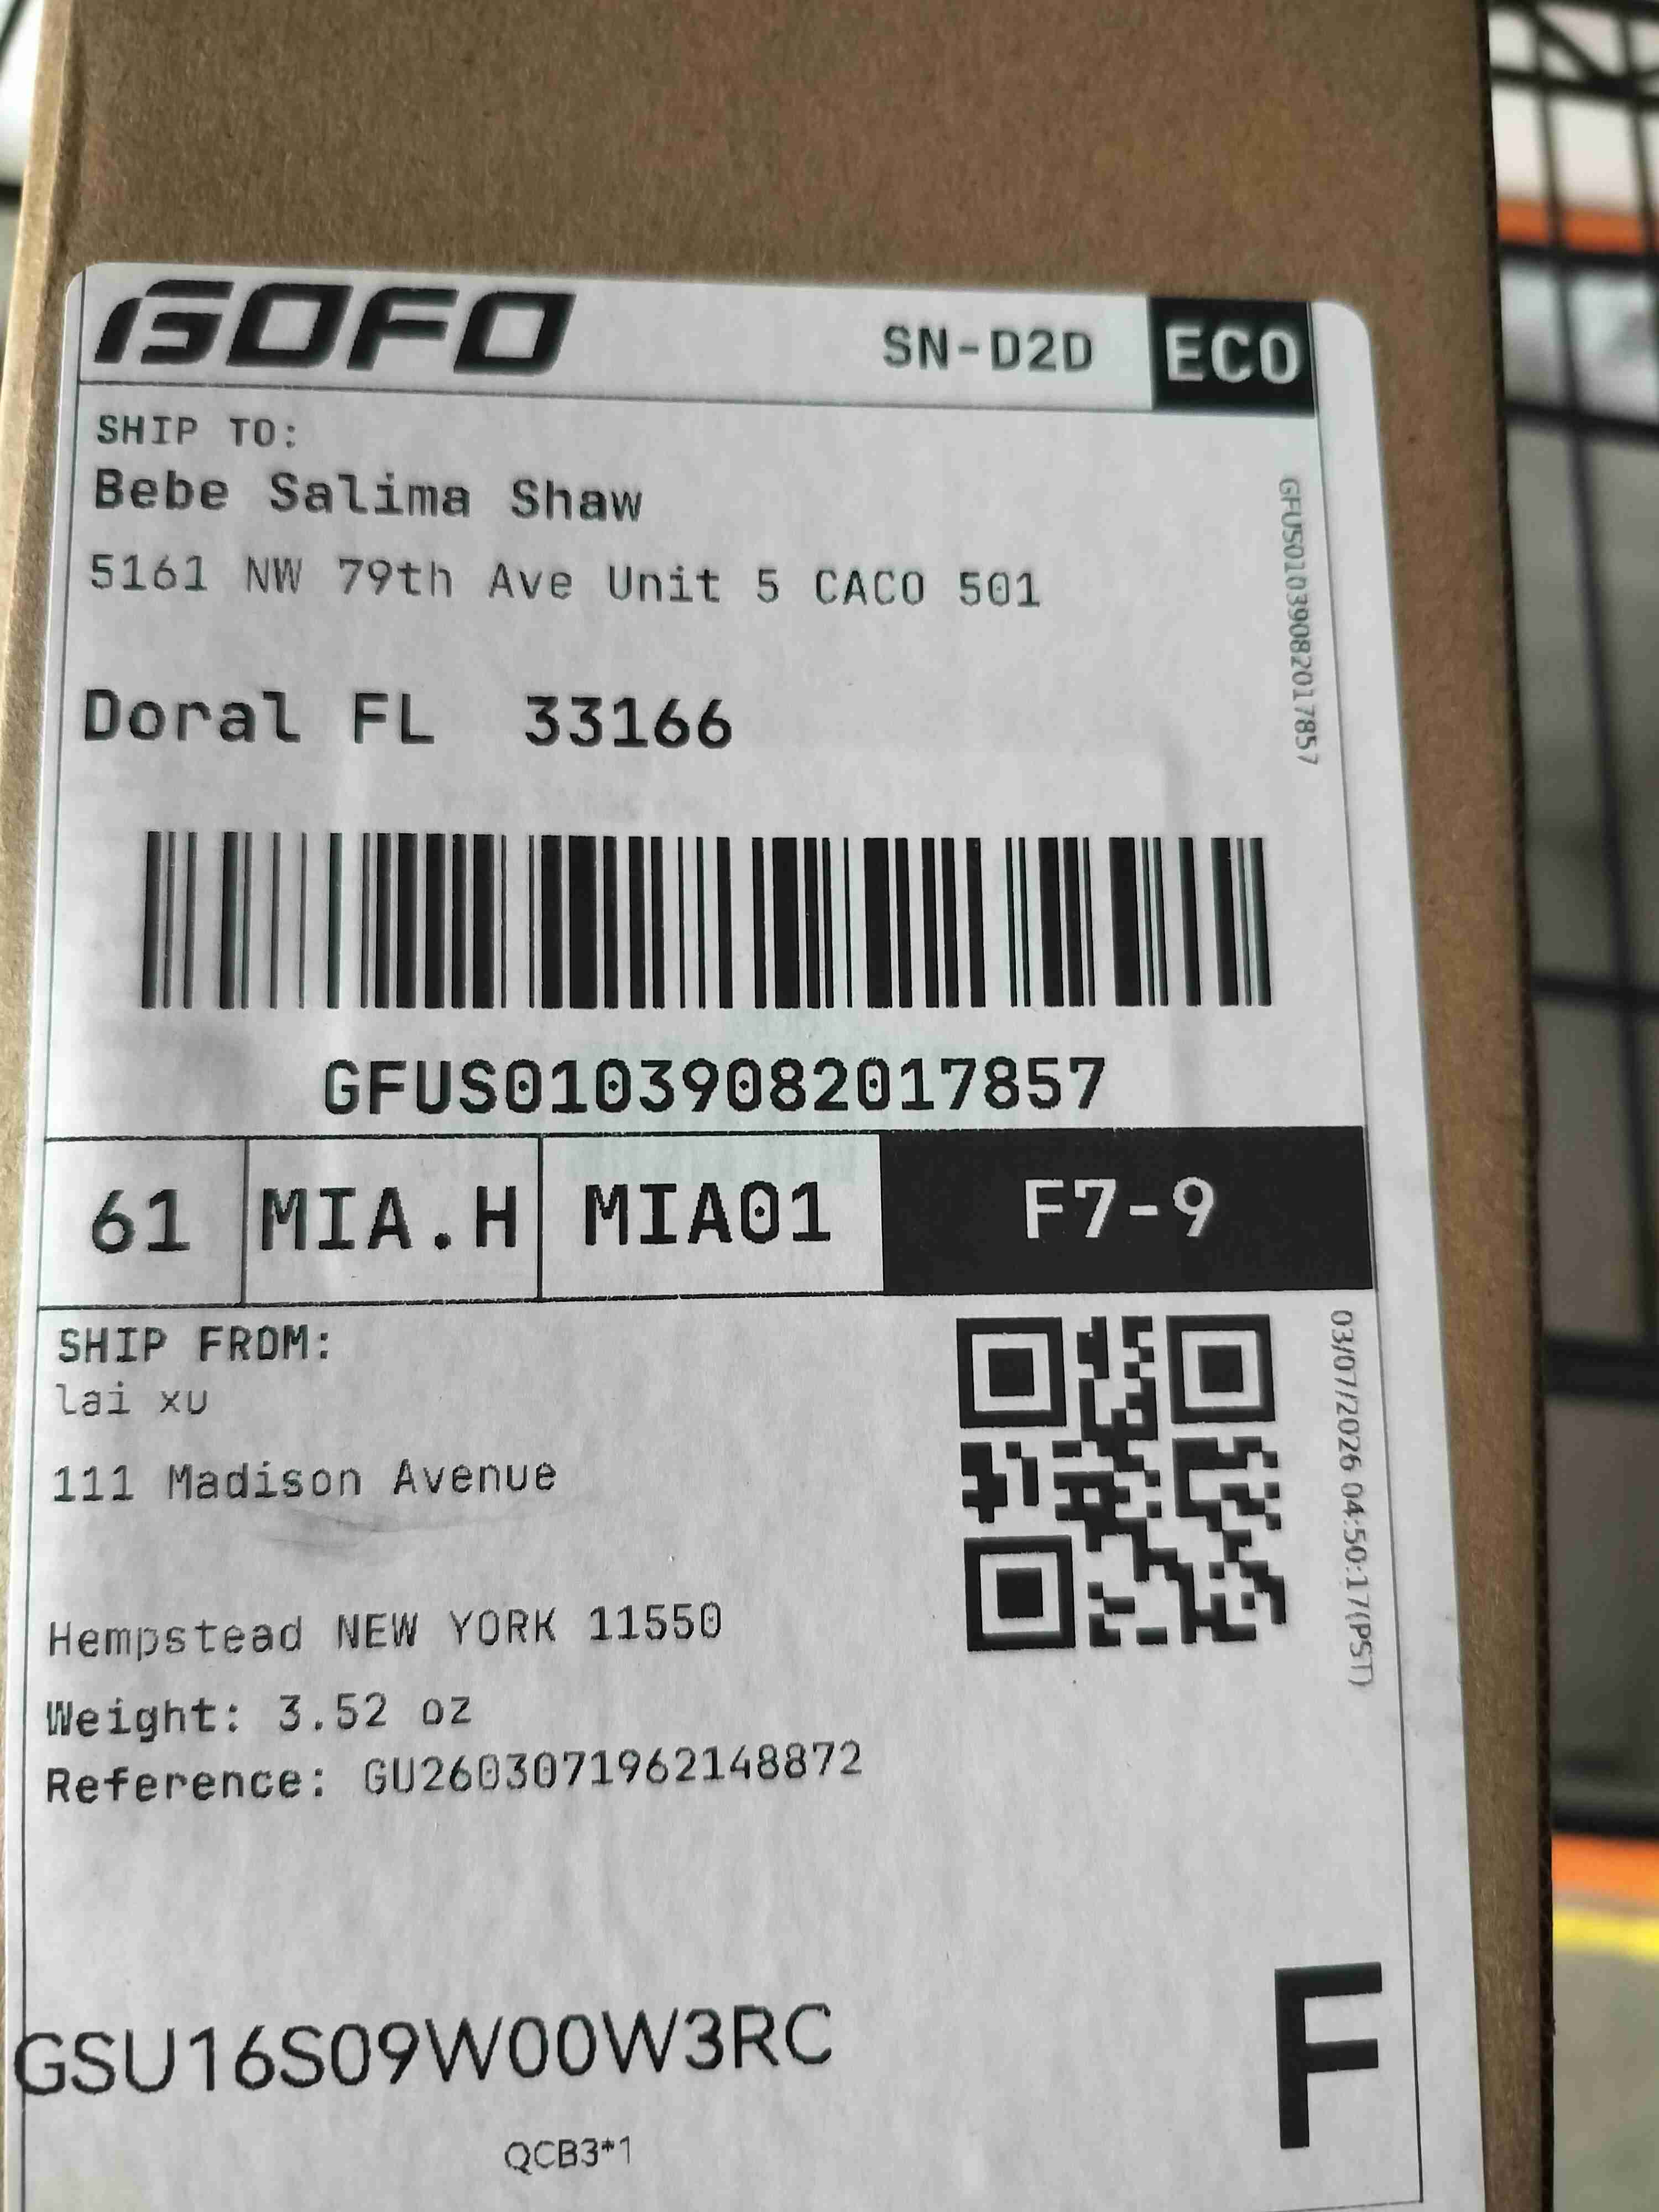 GOFO
SN-D2D
ECO
SHIP TO:
Bebe Salima Shaw
5161 NW 79th Ave Unit 5 CACO 501
Doral FL 33166
GFUS01039082017857
GFUS01039082017857
61
MIA.H
MIA01
F7-9
SHIP FROM:
lai xu
111 Madison Avenue
Hempstead NEW YORK 11550
Weight: 3.52 oz
Reference: GU2603071962148872
03/07/2026 04:50:17(PST)
GSU16S09W00W3RC
F
QCB3*1